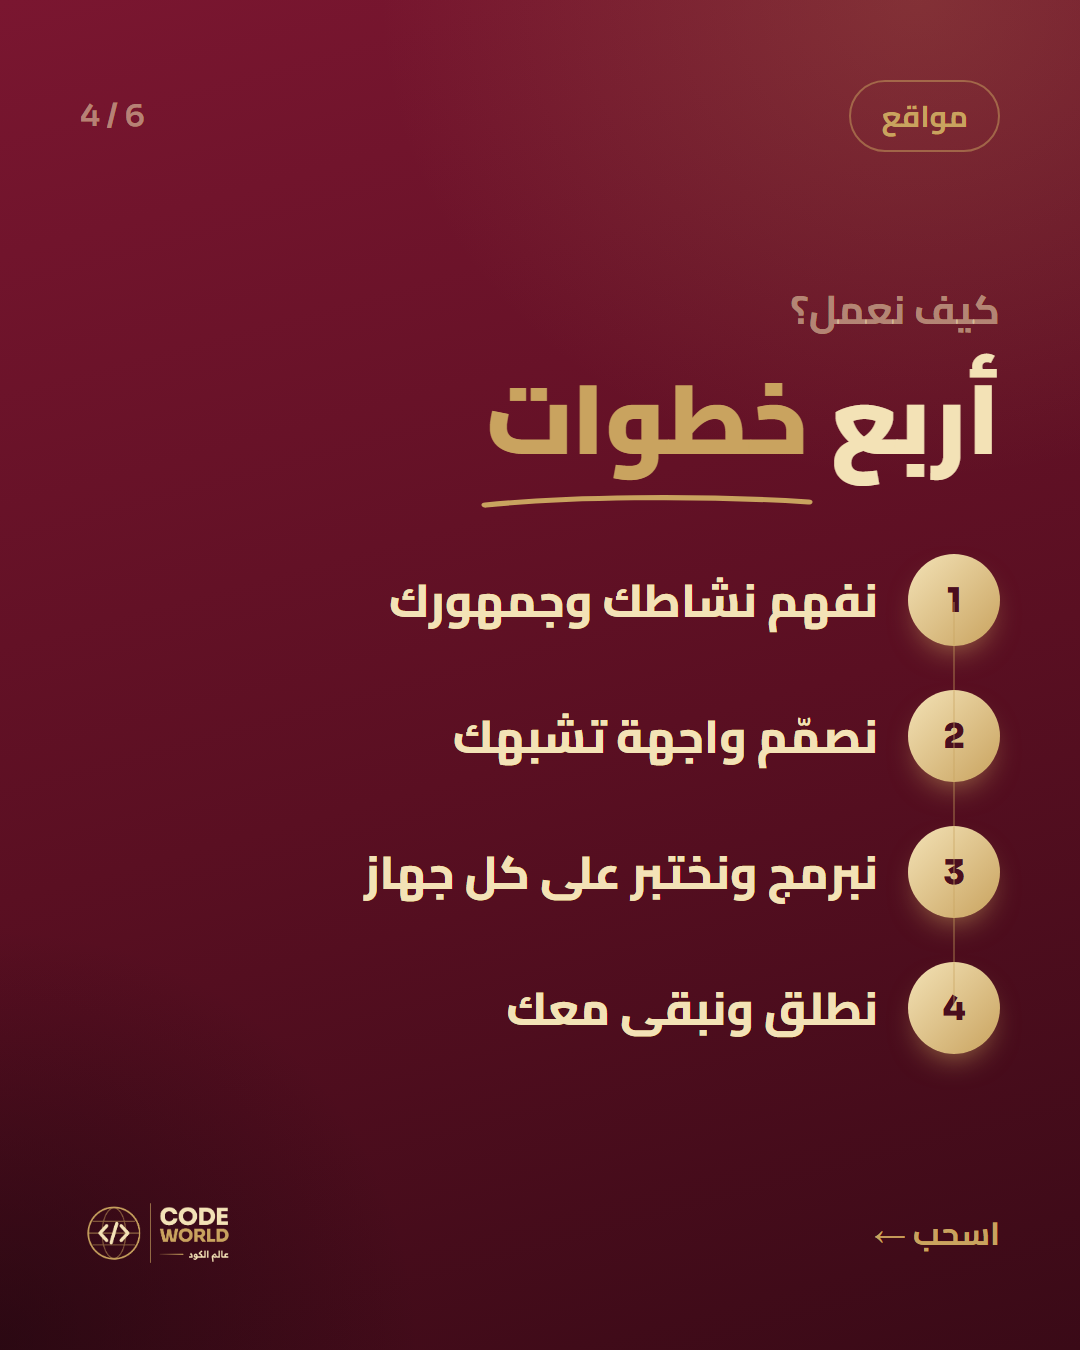 مواقع
4 / 6
كيف نعمل؟
أربع خطوات
1 نفهم نشاطك وجمهورك
2 نصمّم واجهة تشبهك
3 نبرمج ونختبر على كل جهاز
4 نطلق ونبقى معك
اسحب ←
</>
CODE
WORLD
عالم الكود